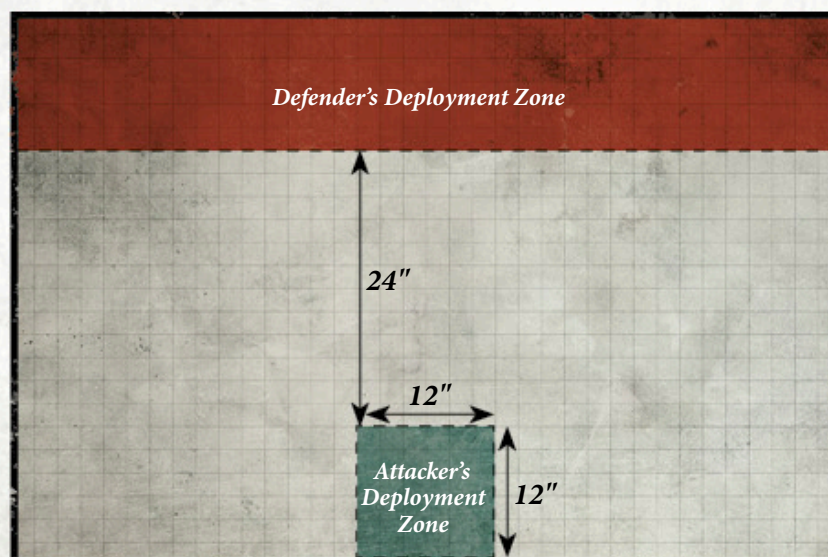 Defender’s Deployment Zone
24"
12"
Attacker’s
Deployment
Zone
12"